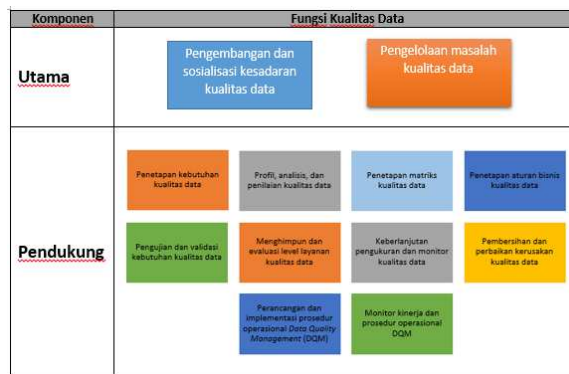 Komponen
Fungsi Kualitas Data
Utama
Pengembangan dan
sosialisasi kesadaran
kualitas data
Pengelolaan masalah
kualitas data
Pendukung
Penetapan kebutuhan
kualitas data
Profil, analisis, dan
penilaian kualitas data
Penetapan matriks
kualitas data
Penetapan aturan bisnis
kualitas data
Pengujian dan validasi
kebutuhan kualitas data
Menghimpun dan
evaluasi level layanan
kualitas data
Keberlanjutan
pengukuran dan monitor
kualitas data
Pembersihan dan
perbaikan kerusakan
kualitas data
Perancangan dan
implementasi prosedur
operasional Data Quality
Management (DQM)
Monitor kinerja dan
prosedur operasional
DQM